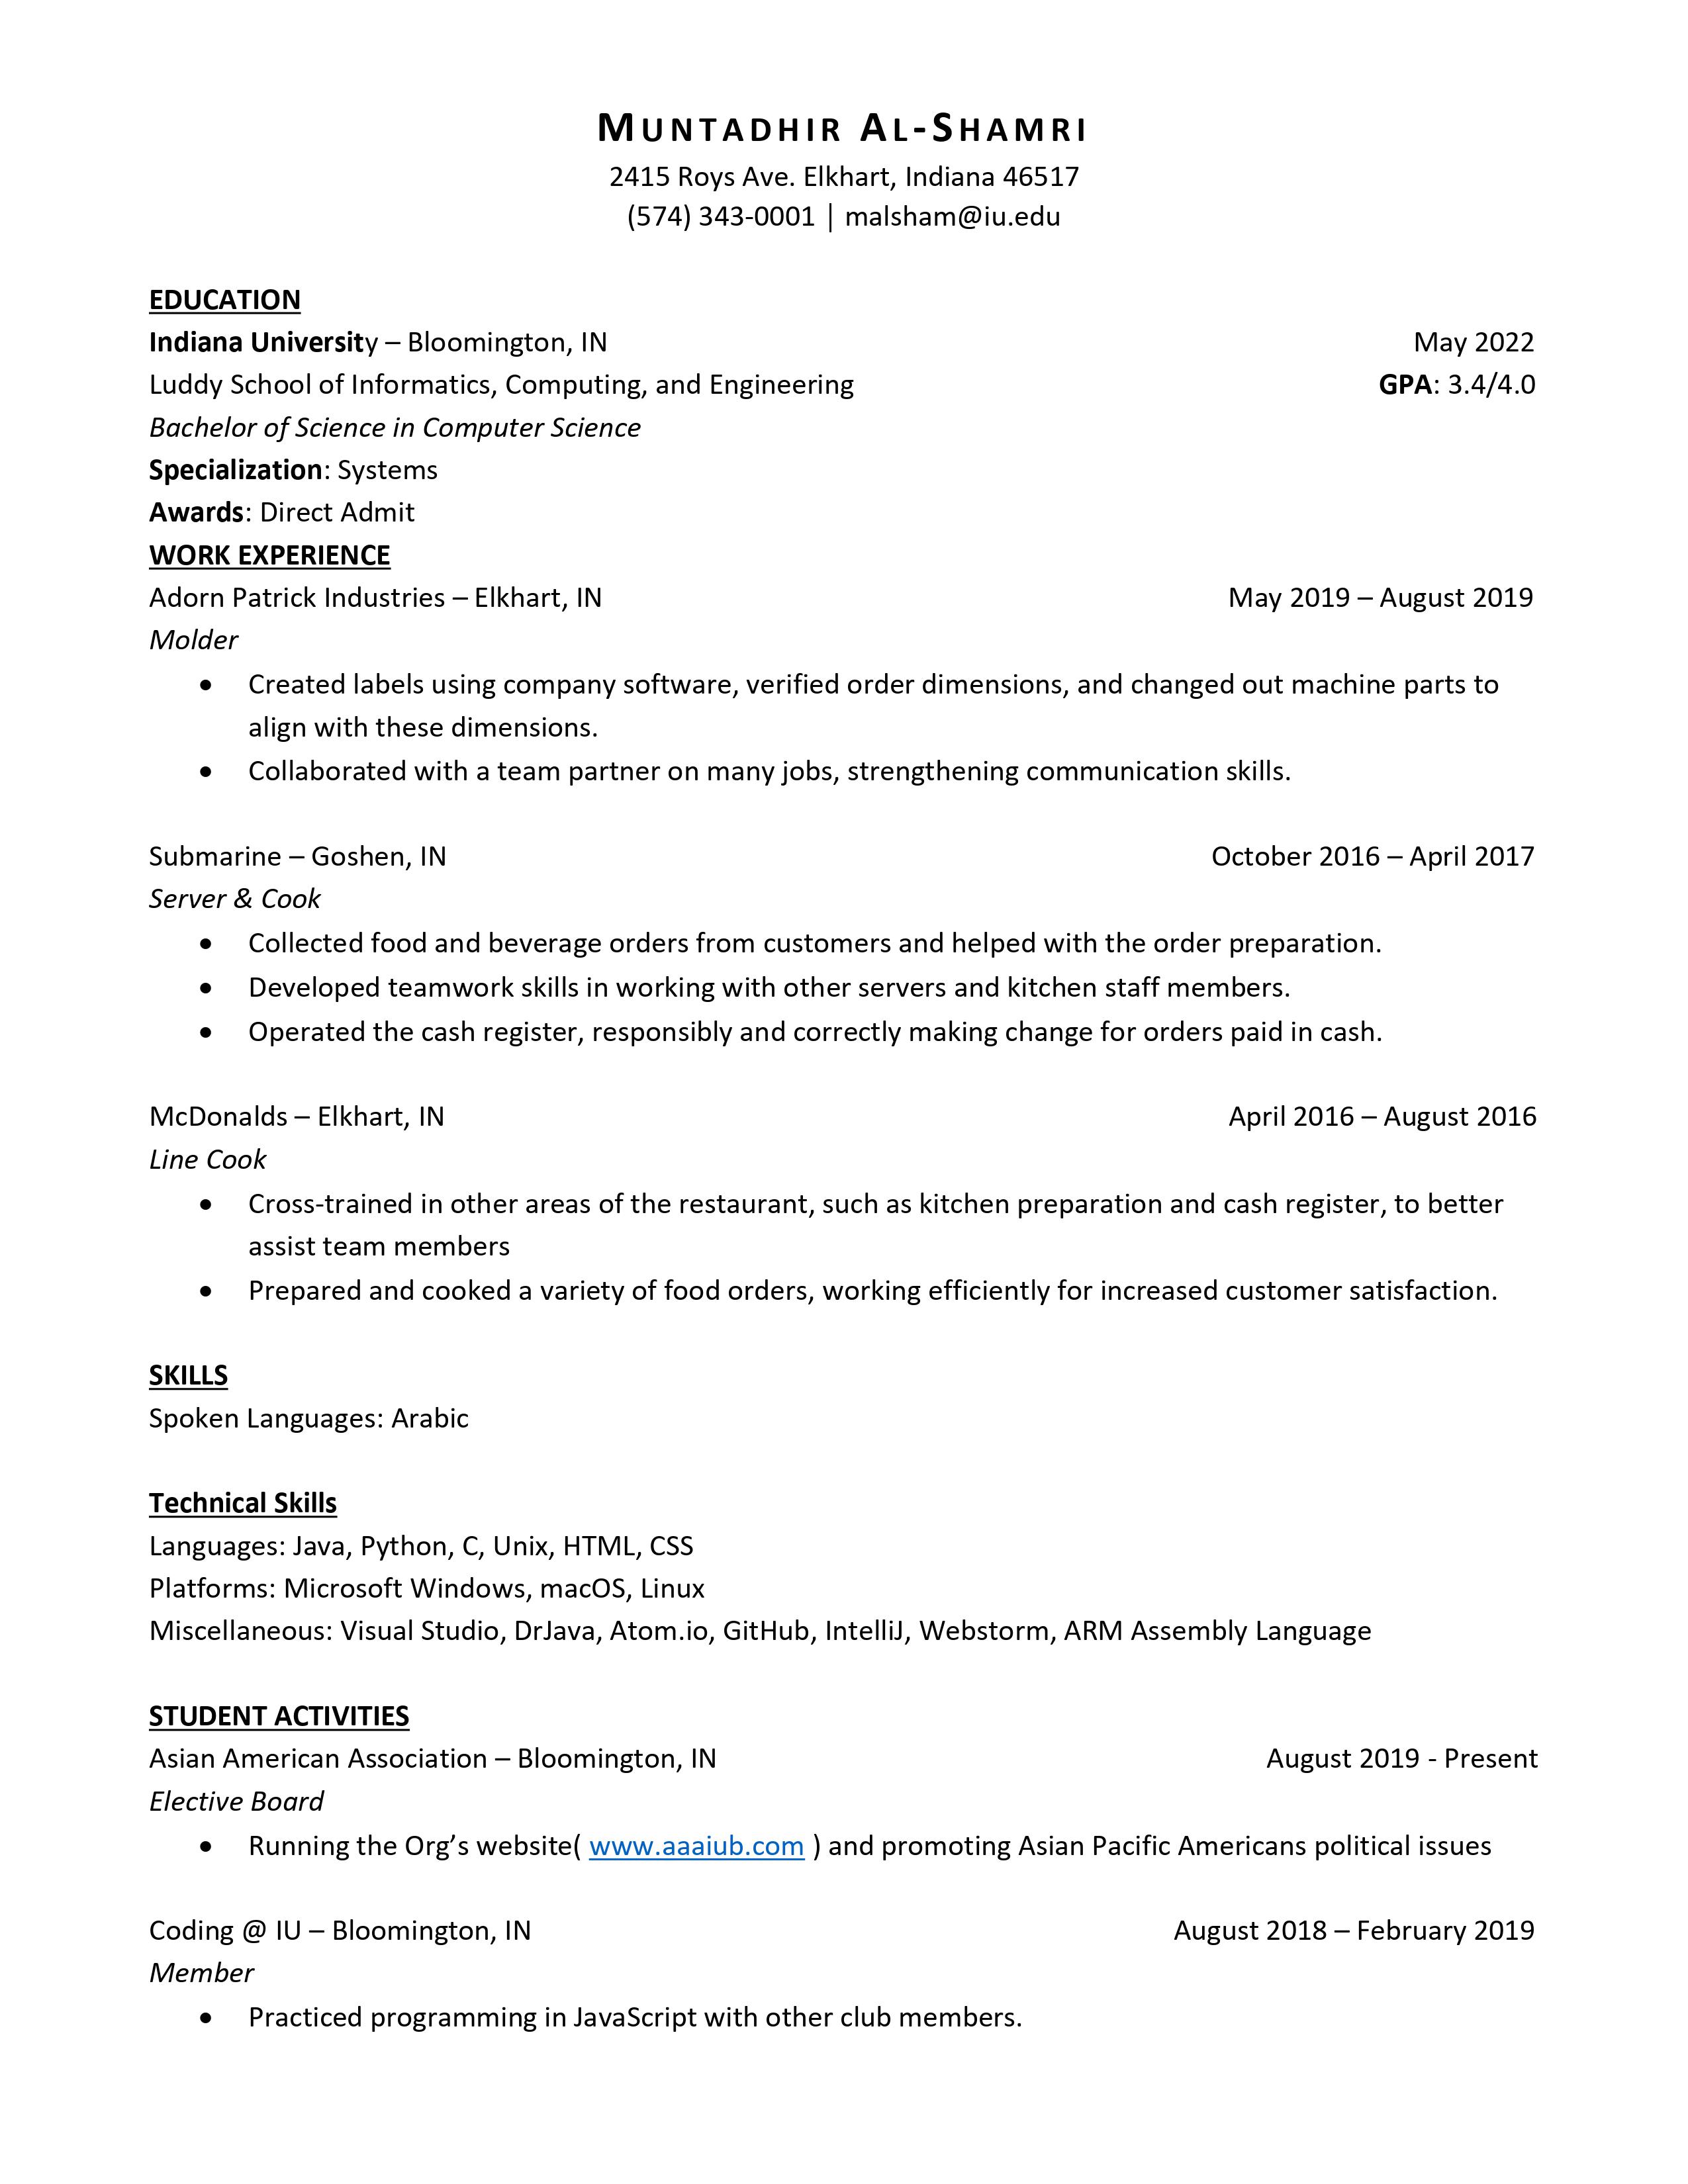 MUNTADHIR AL-SHAMRI
2415 Roys Ave. Elkhart, Indiana 46517
(574) 343-0001 | malsham@iu.edu
EDUCATION
Indiana University – Bloomington, IN May 2022
Luddy School of Informatics, Computing, and Engineering GPA: 3.4/4.0
Bachelor of Science in Computer Science
Specialization: Systems
Awards: Direct Admit
WORK EXPERIENCE
Adorn Patrick Industries – Elkhart, IN May 2019 – August 2019
Molder
• Created labels using company software, verified order dimensions, and changed out machine parts to
align with these dimensions.
• Collaborated with a team partner on many jobs, strengthening communication skills.
Submarine – Goshen, IN October 2016 – April 2017
Server & Cook
• Collected food and beverage orders from customers and helped with the order preparation.
• Developed teamwork skills in working with other servers and kitchen staff members.
• Operated the cash register, responsibly and correctly making change for orders paid in cash.
McDonalds – Elkhart, IN April 2016 – August 2016
Line Cook
• Cross-trained in other areas of the restaurant, such as kitchen preparation and cash register, to better
assist team members
• Prepared and cooked a variety of food orders, working efficiently for increased customer satisfaction.
SKILLS
Spoken Languages: Arabic
Technical Skills
Languages: Java, Python, C, Unix, HTML, CSS
Platforms: Microsoft Windows, macOS, Linux
Miscellaneous: Visual Studio, DrJava, Atom.io, GitHub, IntelliJ, Webstorm, ARM Assembly Language
STUDENT ACTIVITIES
Asian American Association – Bloomington, IN August 2019 - Present
Elective Board
• Running the Org’s website( www.aaaiub.com ) and promoting Asian Pacific Americans political issues
Coding @ IU – Bloomington, IN August 2018 – February 2019
Member
• Practiced programming in JavaScript with other club members.